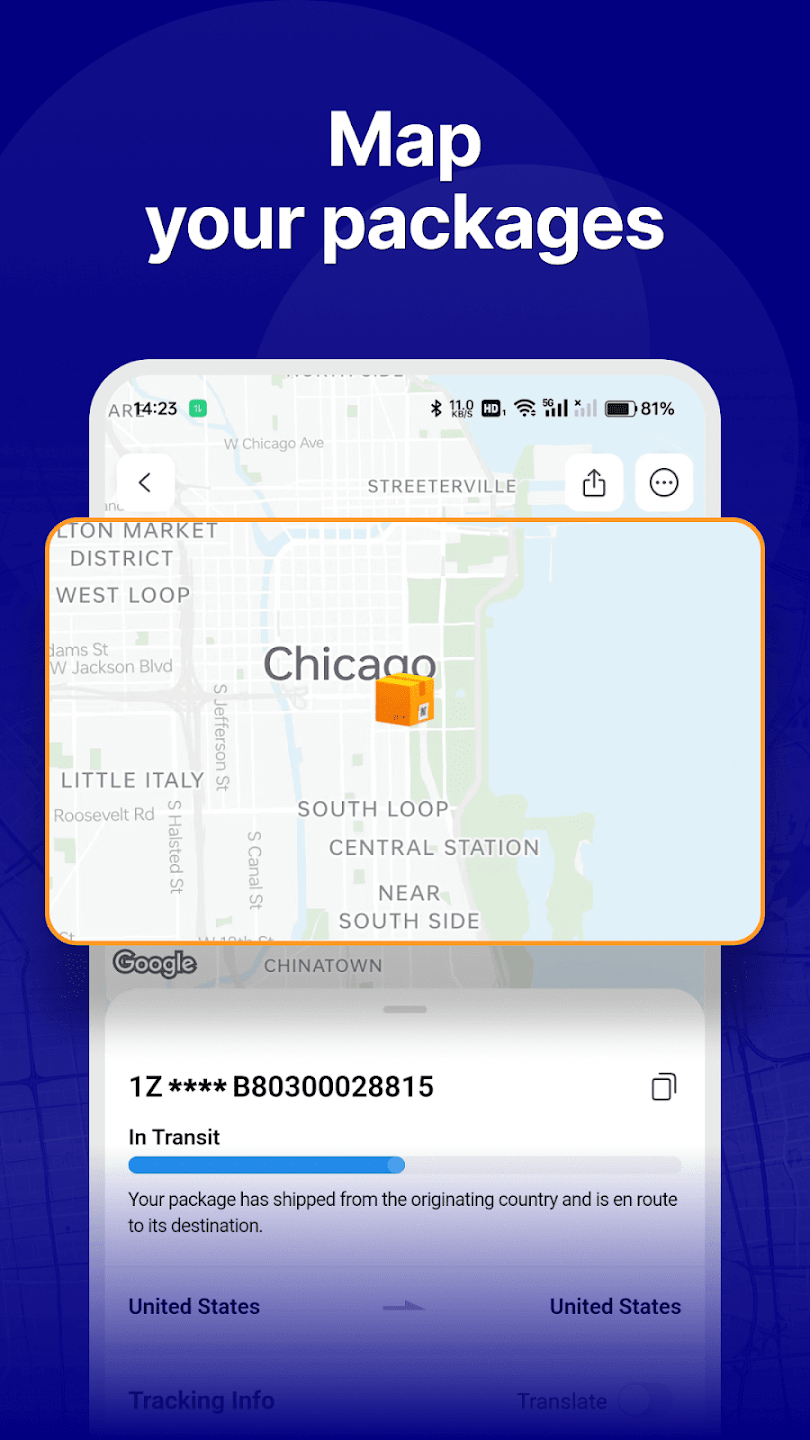 Map
your packages
NORTH SIDE
14:23
11.0
KB/S
HD
5G
81%
W Chicago Ave
STREETERVILLE
LTON MARKET
DISTRICT
WEST LOOP
dams St
W Jackson Blvd
Chicago
S Jefferson St
LITTLE ITALY
Roosevelt Rd
S Halsted St
S Canal St
SOUTH LOOP
CENTRAL STATION
NEAR
SOUTH SIDE
Google
CHINATOWN
1Z **** B80300028815
In Transit
Your package has shipped from the originating country and is en route
to its destination.
United States
United States
Tracking Info
Translate